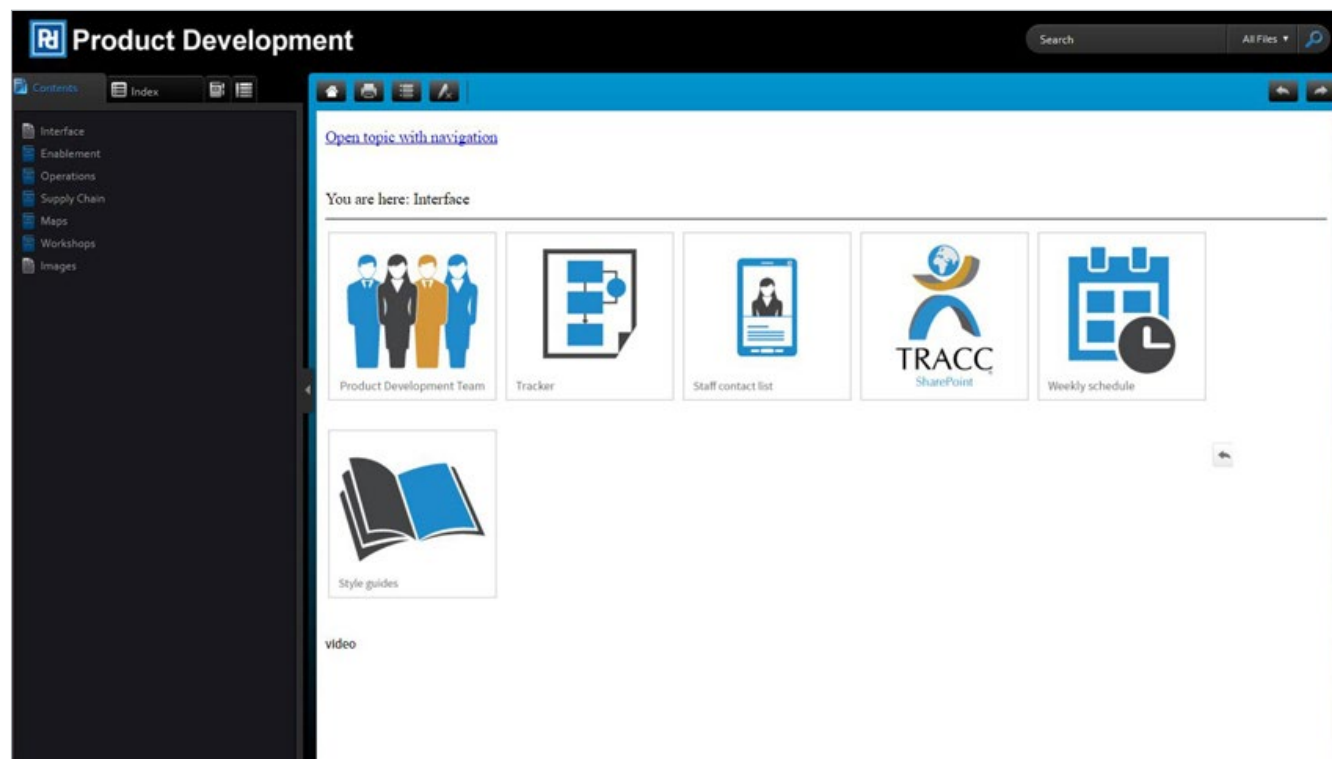 Pd Product Development
Search All Files
Contents Index
Interface
Enablement
Operations
Supply Chain
Maps
Workshops
Images
Open topic with navigation
You are here: Interface
Product Development Team
Tracker
Staff contact list
TRACC
SharePoint
Weekly schedule
Style guides
video